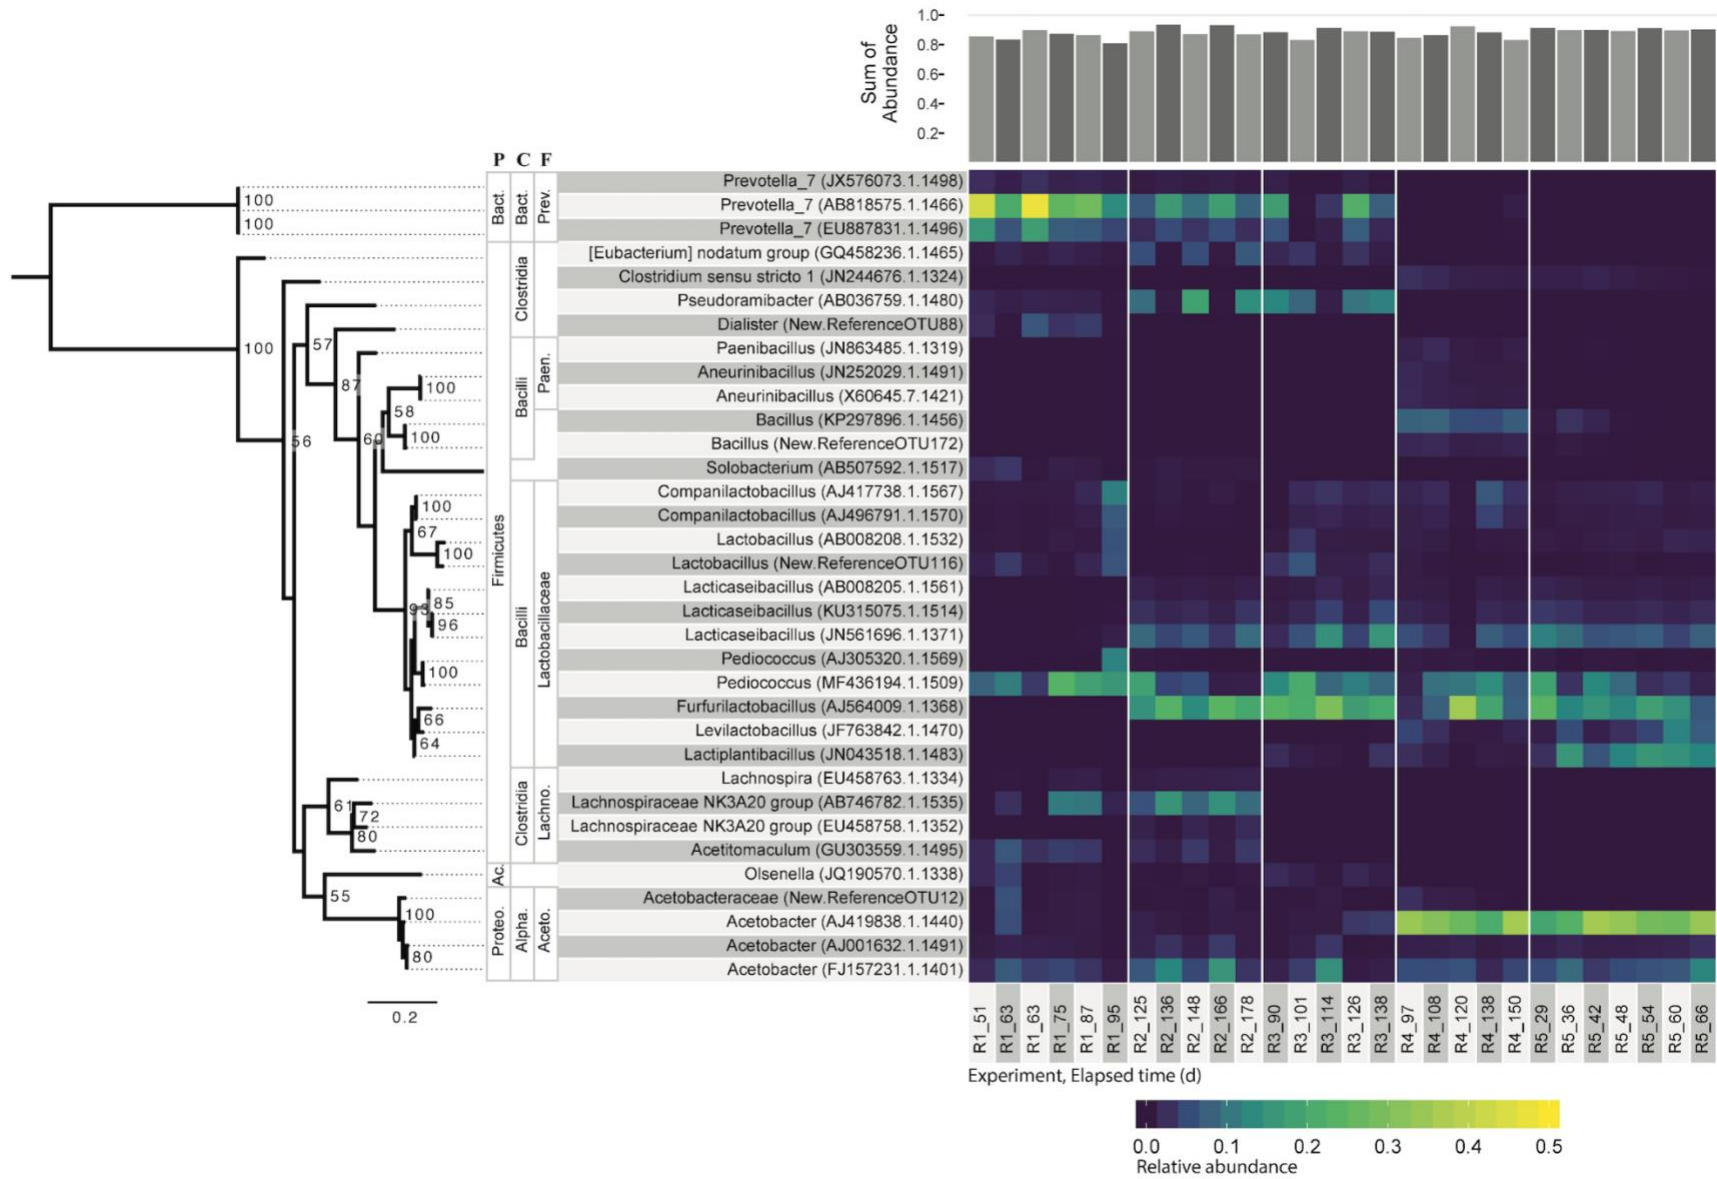 Sum of
Abundance
1.0-
0.8-
0.6-
0.4-
0.2-
P C F
Bact.
Bact.
Prev.
Firmicutes
Clostridia
Bacilli
Paen.
Bacilli
Lactobacillaceae
Clostridia
Lachno.
Ac.
Proteo.
Alpha.
Aceto.
Prevotella_7 (JX576073.1.1498)
Prevotella_7 (AB818575.1.1466)
Prevotella_7 (EU887831.1.1496)
[Eubacterium] nodatum group (GQ458236.1.1465)
Clostridium sensu stricto 1 (JN244676.1.1324)
Pseudoramibacter (AB036759.1.1480)
Dialister (New.ReferenceOTU88)
Paenibacillus (JN863485.1.1319)
Aneurinibacillus (JN252029.1.1491)
Aneurinibacillus (X60645.7.1421)
Bacillus (KP297896.1.1456)
Bacillus (New.ReferenceOTU172)
Solobacterium (AB507592.1.1517)
Companilactobacillus (AJ417738.1.1567)
Companilactobacillus (AJ496791.1.1570)
Lactobacillus (AB008208.1.1532)
Lactobacillus (New.ReferenceOTU116)
Lacticaseibacillus (AB008205.1.1561)
Lacticaseibacillus (KU315075.1.1514)
Lacticaseibacillus (JN561696.1.1371)
Pediococcus (AJ305320.1.1569)
Pediococcus (MF436194.1.1509)
Furfurilactobacillus (AJ564009.1.1368)
Levilactobacillus (JF763842.1.1470)
Lactiplantibacillus (JN043518.1.1483)
Lachnospira (EU458763.1.1334)
Lachnospiraceae NK3A20 group (AB746782.1.1535)
Lachnospiraceae NK3A20 group (EU458758.1.1352)
Acetitomaculum (GU303559.1.1495)
Olsenella (JQ190570.1.1338)
Acetobacteraceae (New.ReferenceOTU12)
Acetobacter (AJ419838.1.1440)
Acetobacter (AJ001632.1.1491)
Acetobacter (FJ157231.1.1401)
100
100
100
57
87
100
58
100
56
60
100
67
100
85
96
100
66
64
61
72
80
55
100
80
0.2
R1_51
R1_63
R1_63
R1_75
R1_87
R1_95
R2_125
R2_136
R2_148
R2_166
R2_178
R3_90
R3_101
R3_114
R3_126
R3_138
R4_97
R4_108
R4_120
R4_138
R4_150
R5_29
R5_36
R5_42
R5_48
R5_54
R5_60
R5_66
Experiment, Elapsed time (d)
0.0 0.1 0.2 0.3 0.4 0.5
Relative abundance